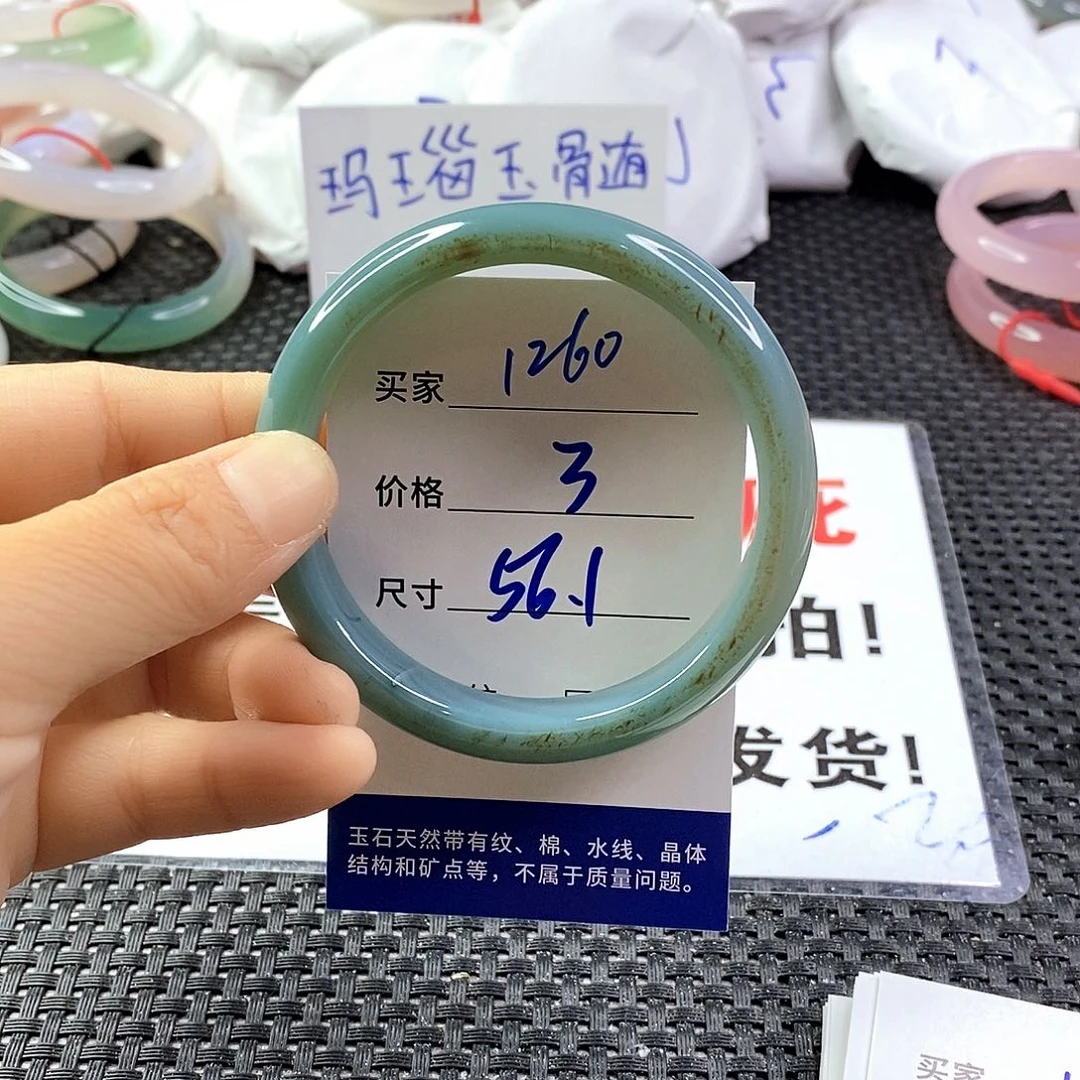 玛瑙玉骨髓
买家 1260
价格 3
尺寸 56.1
玉石天然带有纹、棉、水线、晶体
结构和矿点等，不属于质量问题。
死
拍！
发货！
买家